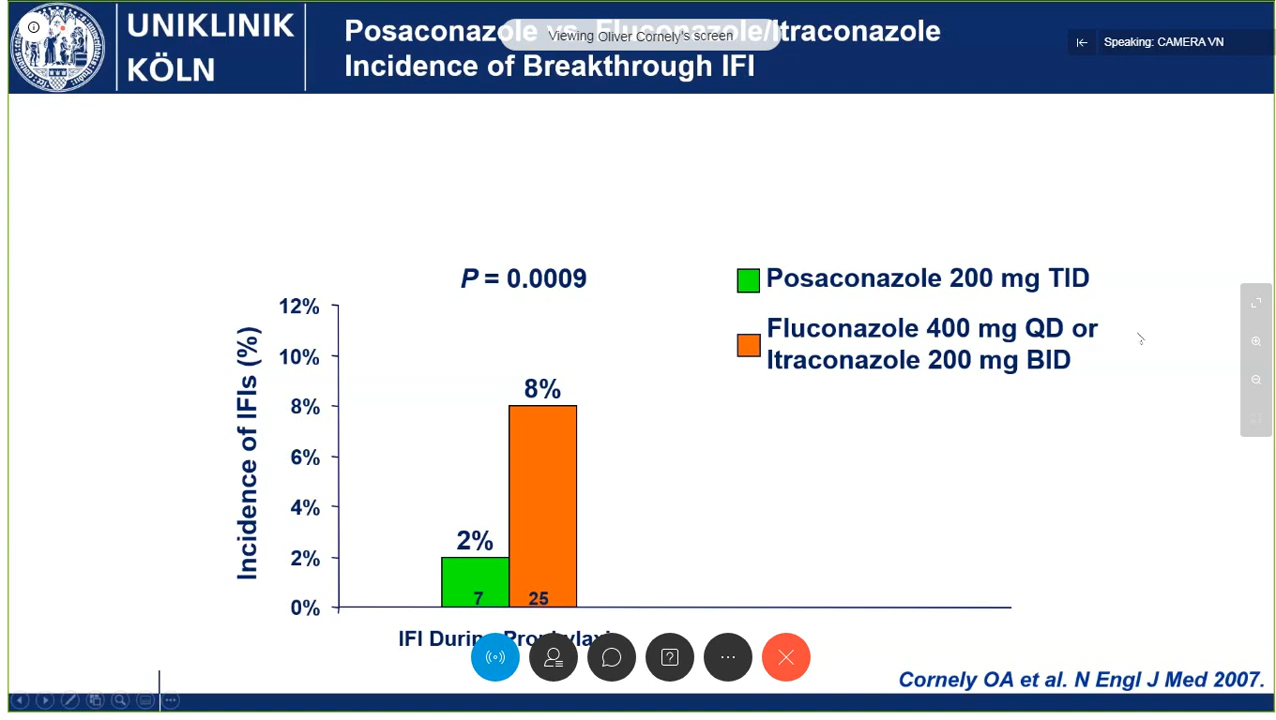 UNIKLINIK
KÖLN
Posaconazole vs. Fluconazole/Itraconazole
Incidence of Breakthrough IFI
Viewing Oliver Cornely's screen
Speaking: CAMERA VN
P = 0.0009
Posaconazole 200 mg TID
Fluconazole 400 mg QD or
Itraconazole 200 mg BID
Incidence of IFIs (%)
12%
10%
8%
6%
4%
2%
0%
8%
2%
7
25
IFI During
Cornely OA et al. N Engl J Med 2007.